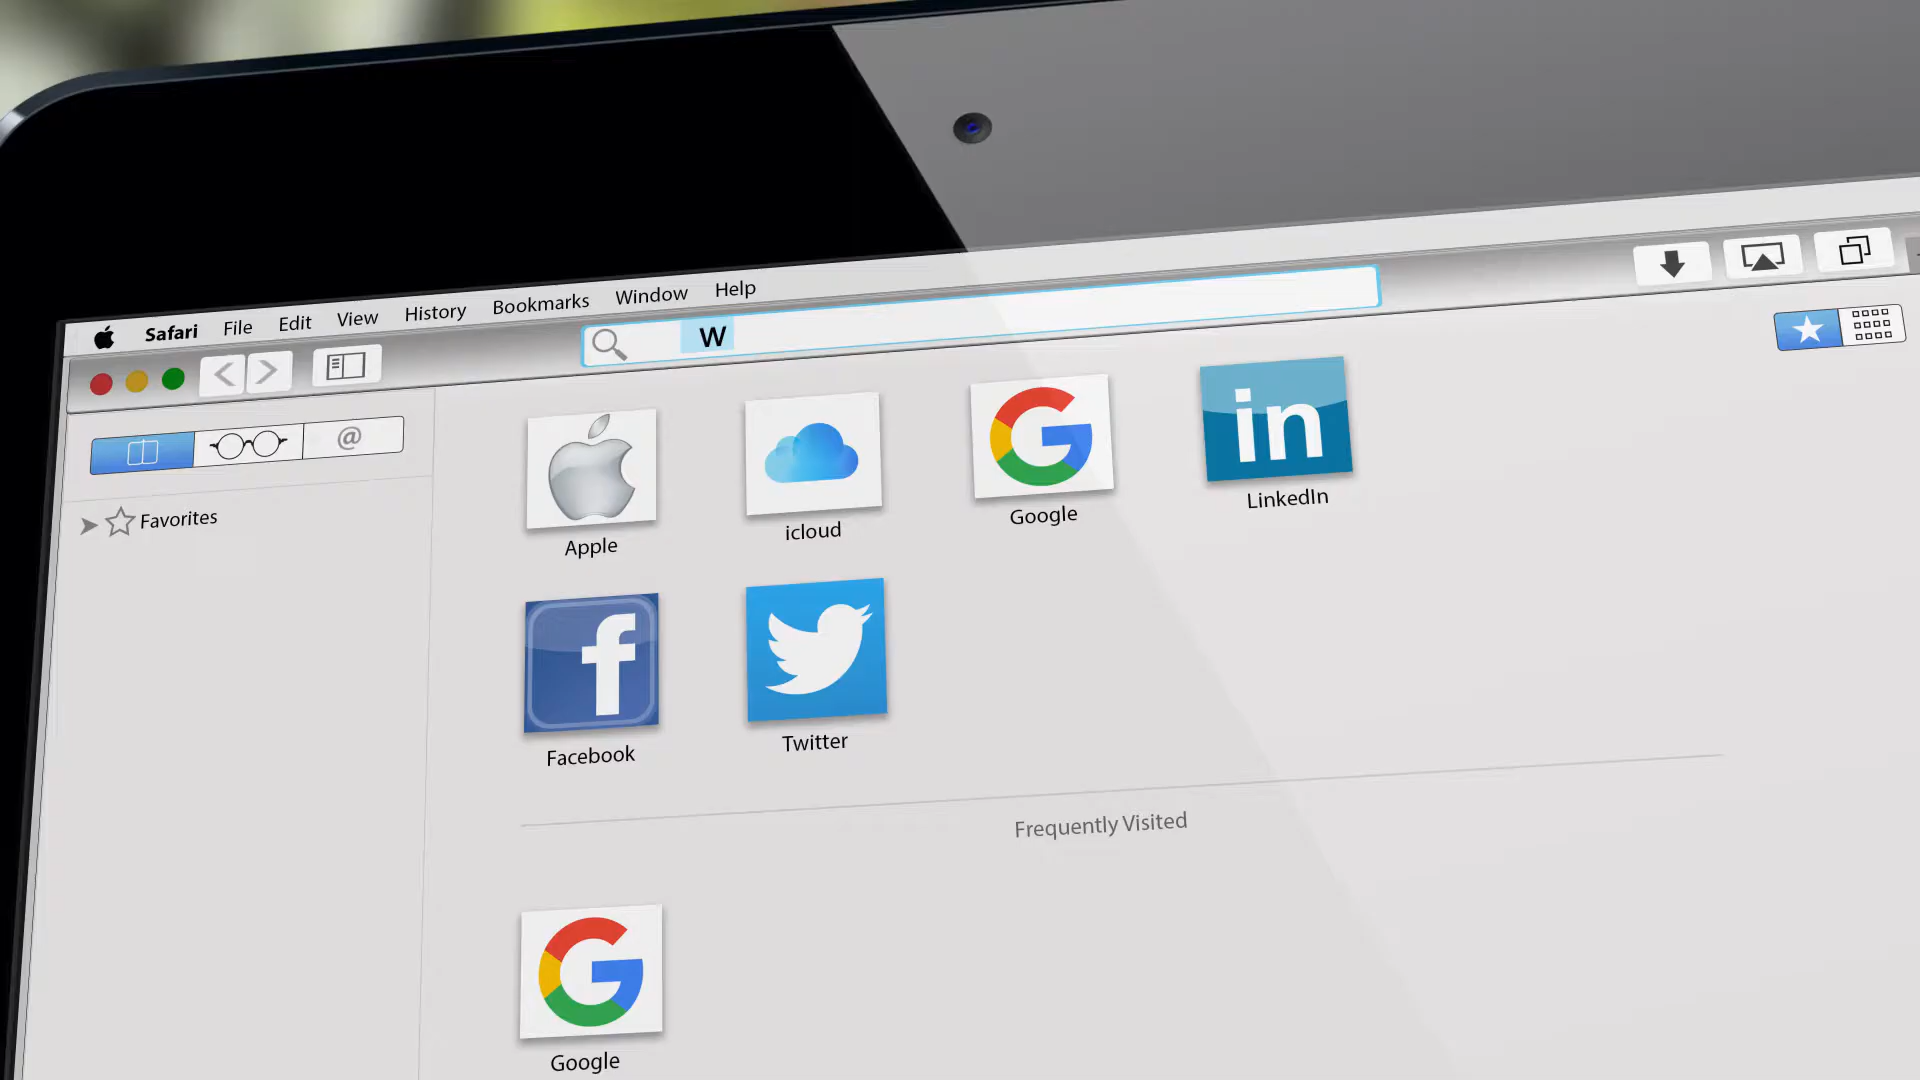 Safari File Edit View History Bookmarks Window Help
W
@
Favorites
Apple
icloud
Google
in
LinkedIn
f
Facebook
Twitter
Frequently Visited
Google